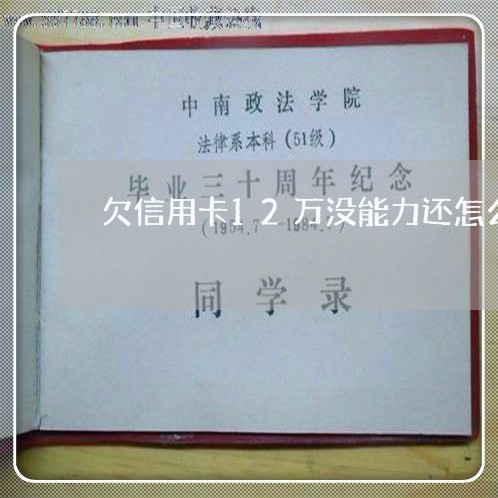 中南政法学院
法律系本科(51级)
毕业三十周年纪念
欠信用卡12万没能力还怎
(1954.7—1984.7)
同学录